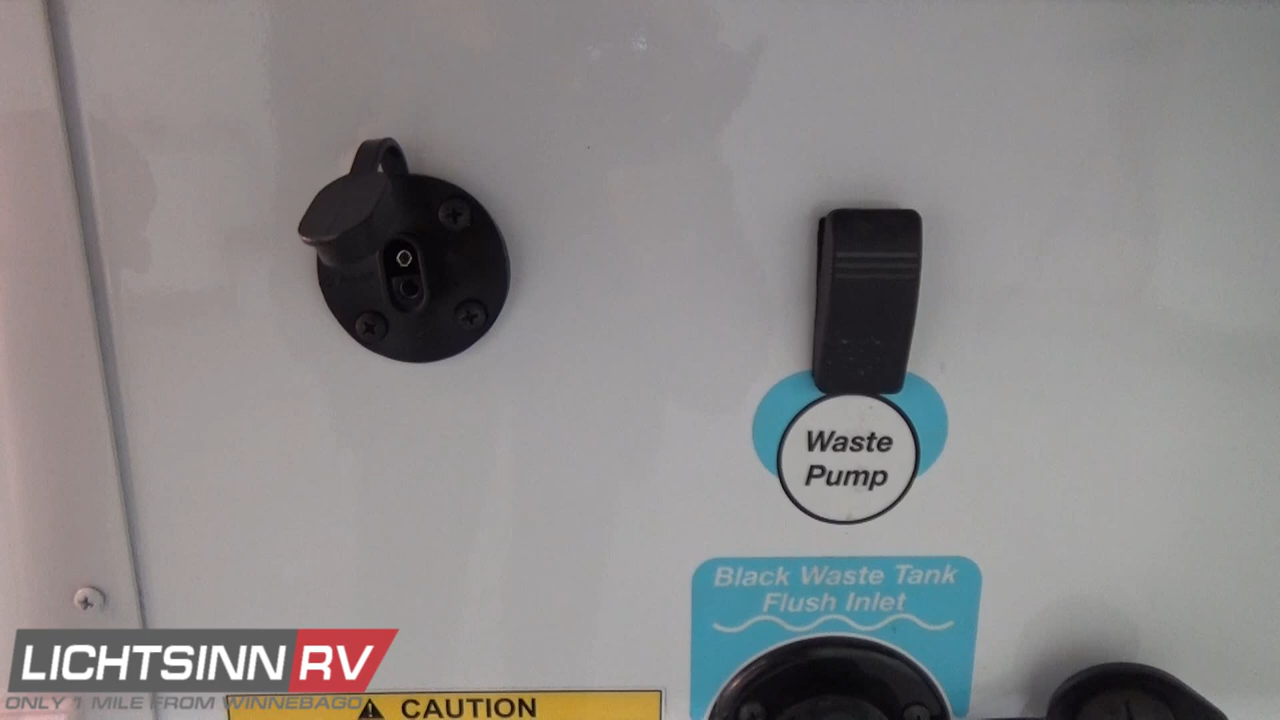 Waste
Pump
Black Waste Tank
Flush Inlet
LICHTSINN RV
ONLY 1 MILE FROM WINNEBAGO
CAUTION